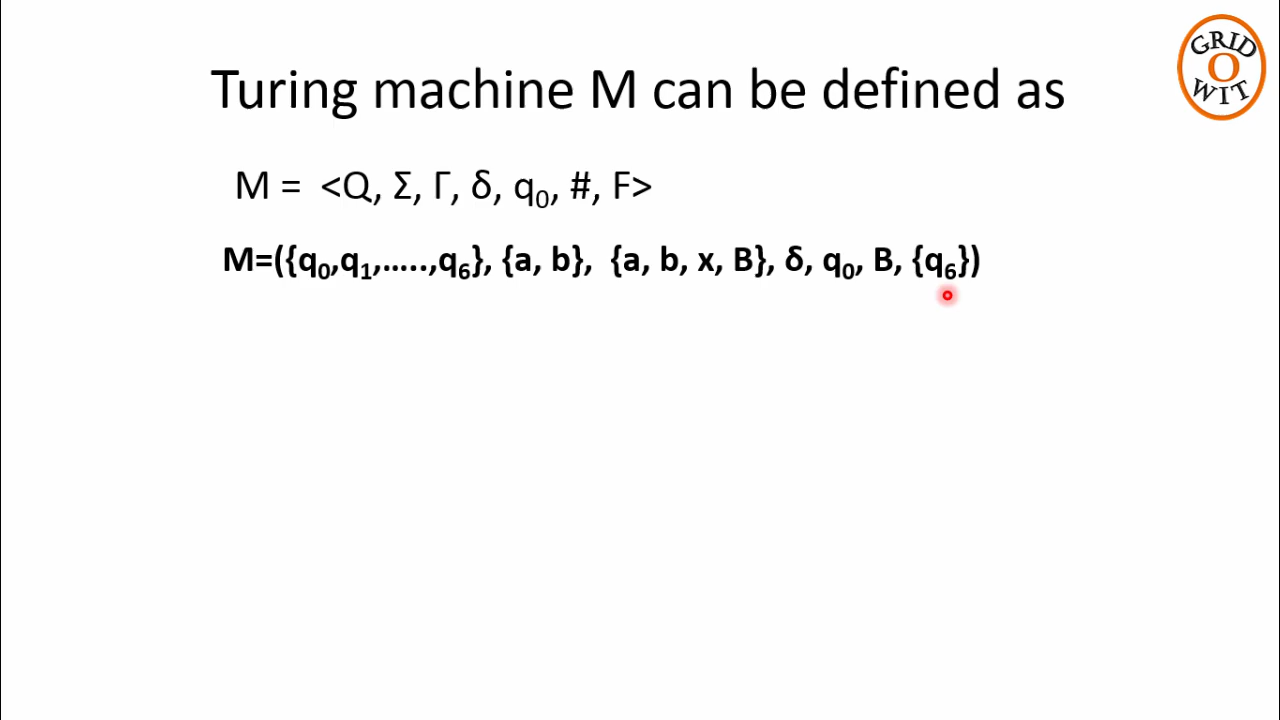 GRID
O
WIT
Turing machine M can be defined as
M = <Q, Σ, Γ, δ, q₀, #, F>
M=({q₀,q₁,…..,q₆}, {a, b}, {a, b, x, B}, δ, q₀, B, {q₆})